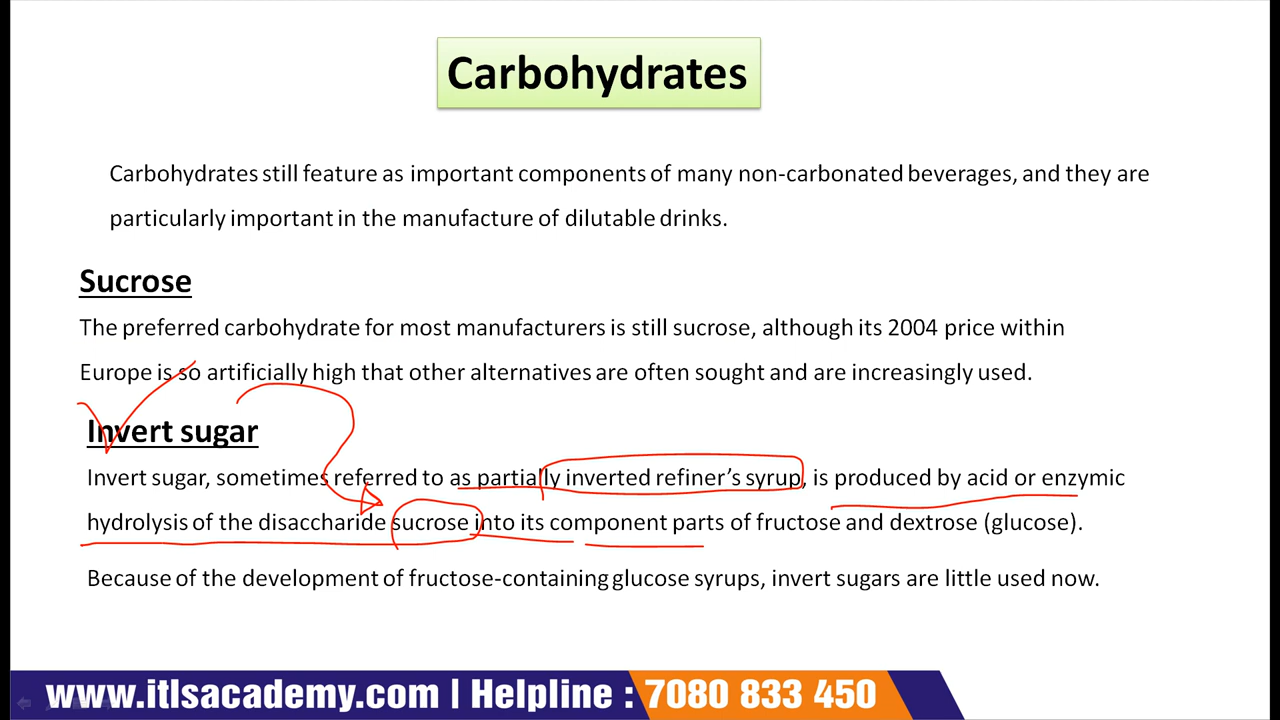 Carbohydrates
Carbohydrates still feature as important components of many non-carbonated beverages, and they are
particularly important in the manufacture of dilutable drinks.
Sucrose
The preferred carbohydrate for most manufacturers is still sucrose, although its 2004 price within
Europe is so artificially high that other alternatives are often sought and are increasingly used.
Invert sugar
Invert sugar, sometimes referred to as partially inverted refiner’s syrup, is produced by acid or enzymic
hydrolysis of the disaccharide sucrose into its component parts of fructose and dextrose (glucose).
Because of the development of fructose-containing glucose syrups, invert sugars are little used now.
www.itlsacademy.com | Helpline : 7080 833 450